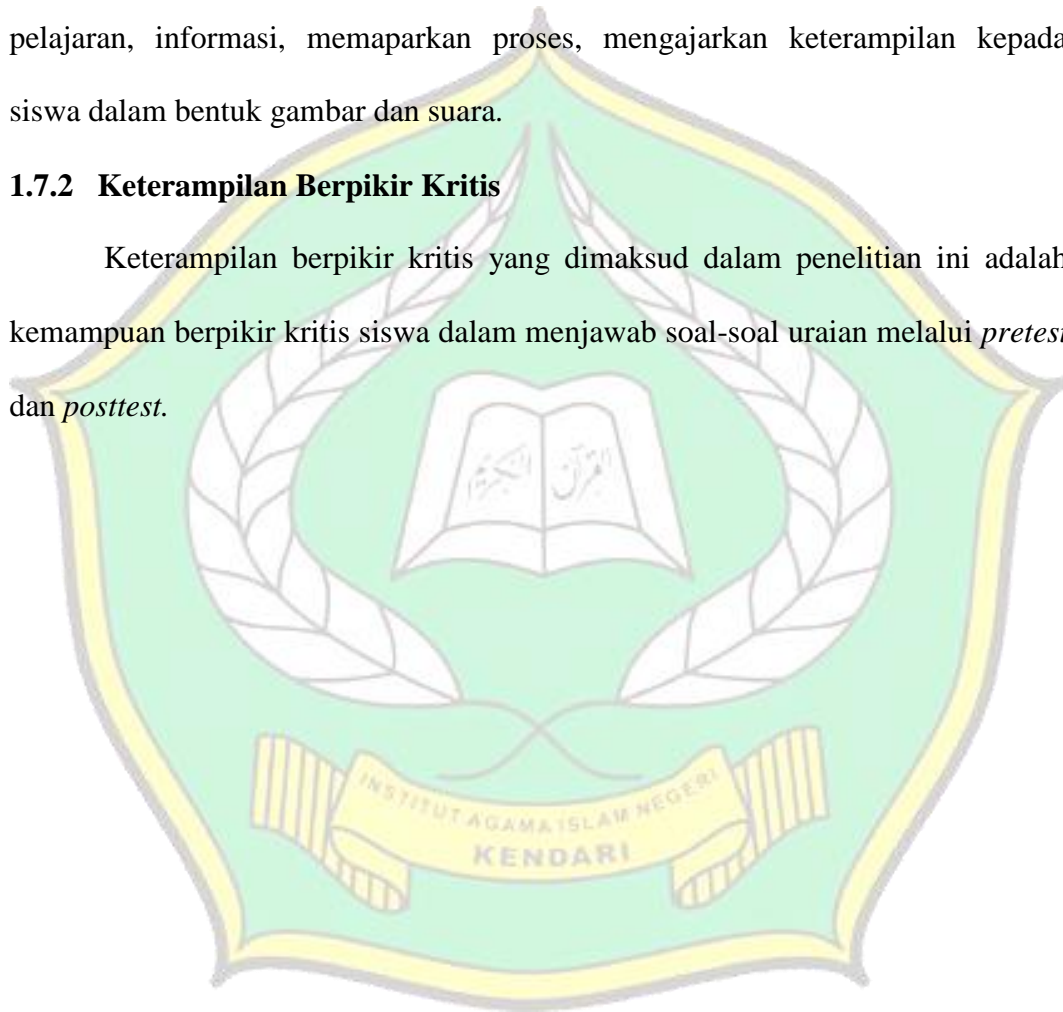 pelajaran, informasi, memaparkan proses, mengajarkan keterampilan kepada
siswa dalam bentuk gambar dan suara.
1.7.2 Keterampilan Berpikir Kritis
Keterampilan berpikir kritis yang dimaksud dalam penelitian ini adalah
kemampuan berpikir kritis siswa dalam menjawab soal-soal uraian melalui pretest
dan posttest.
INSTITUT AGAMA ISLAM NEGERI
KENDARI